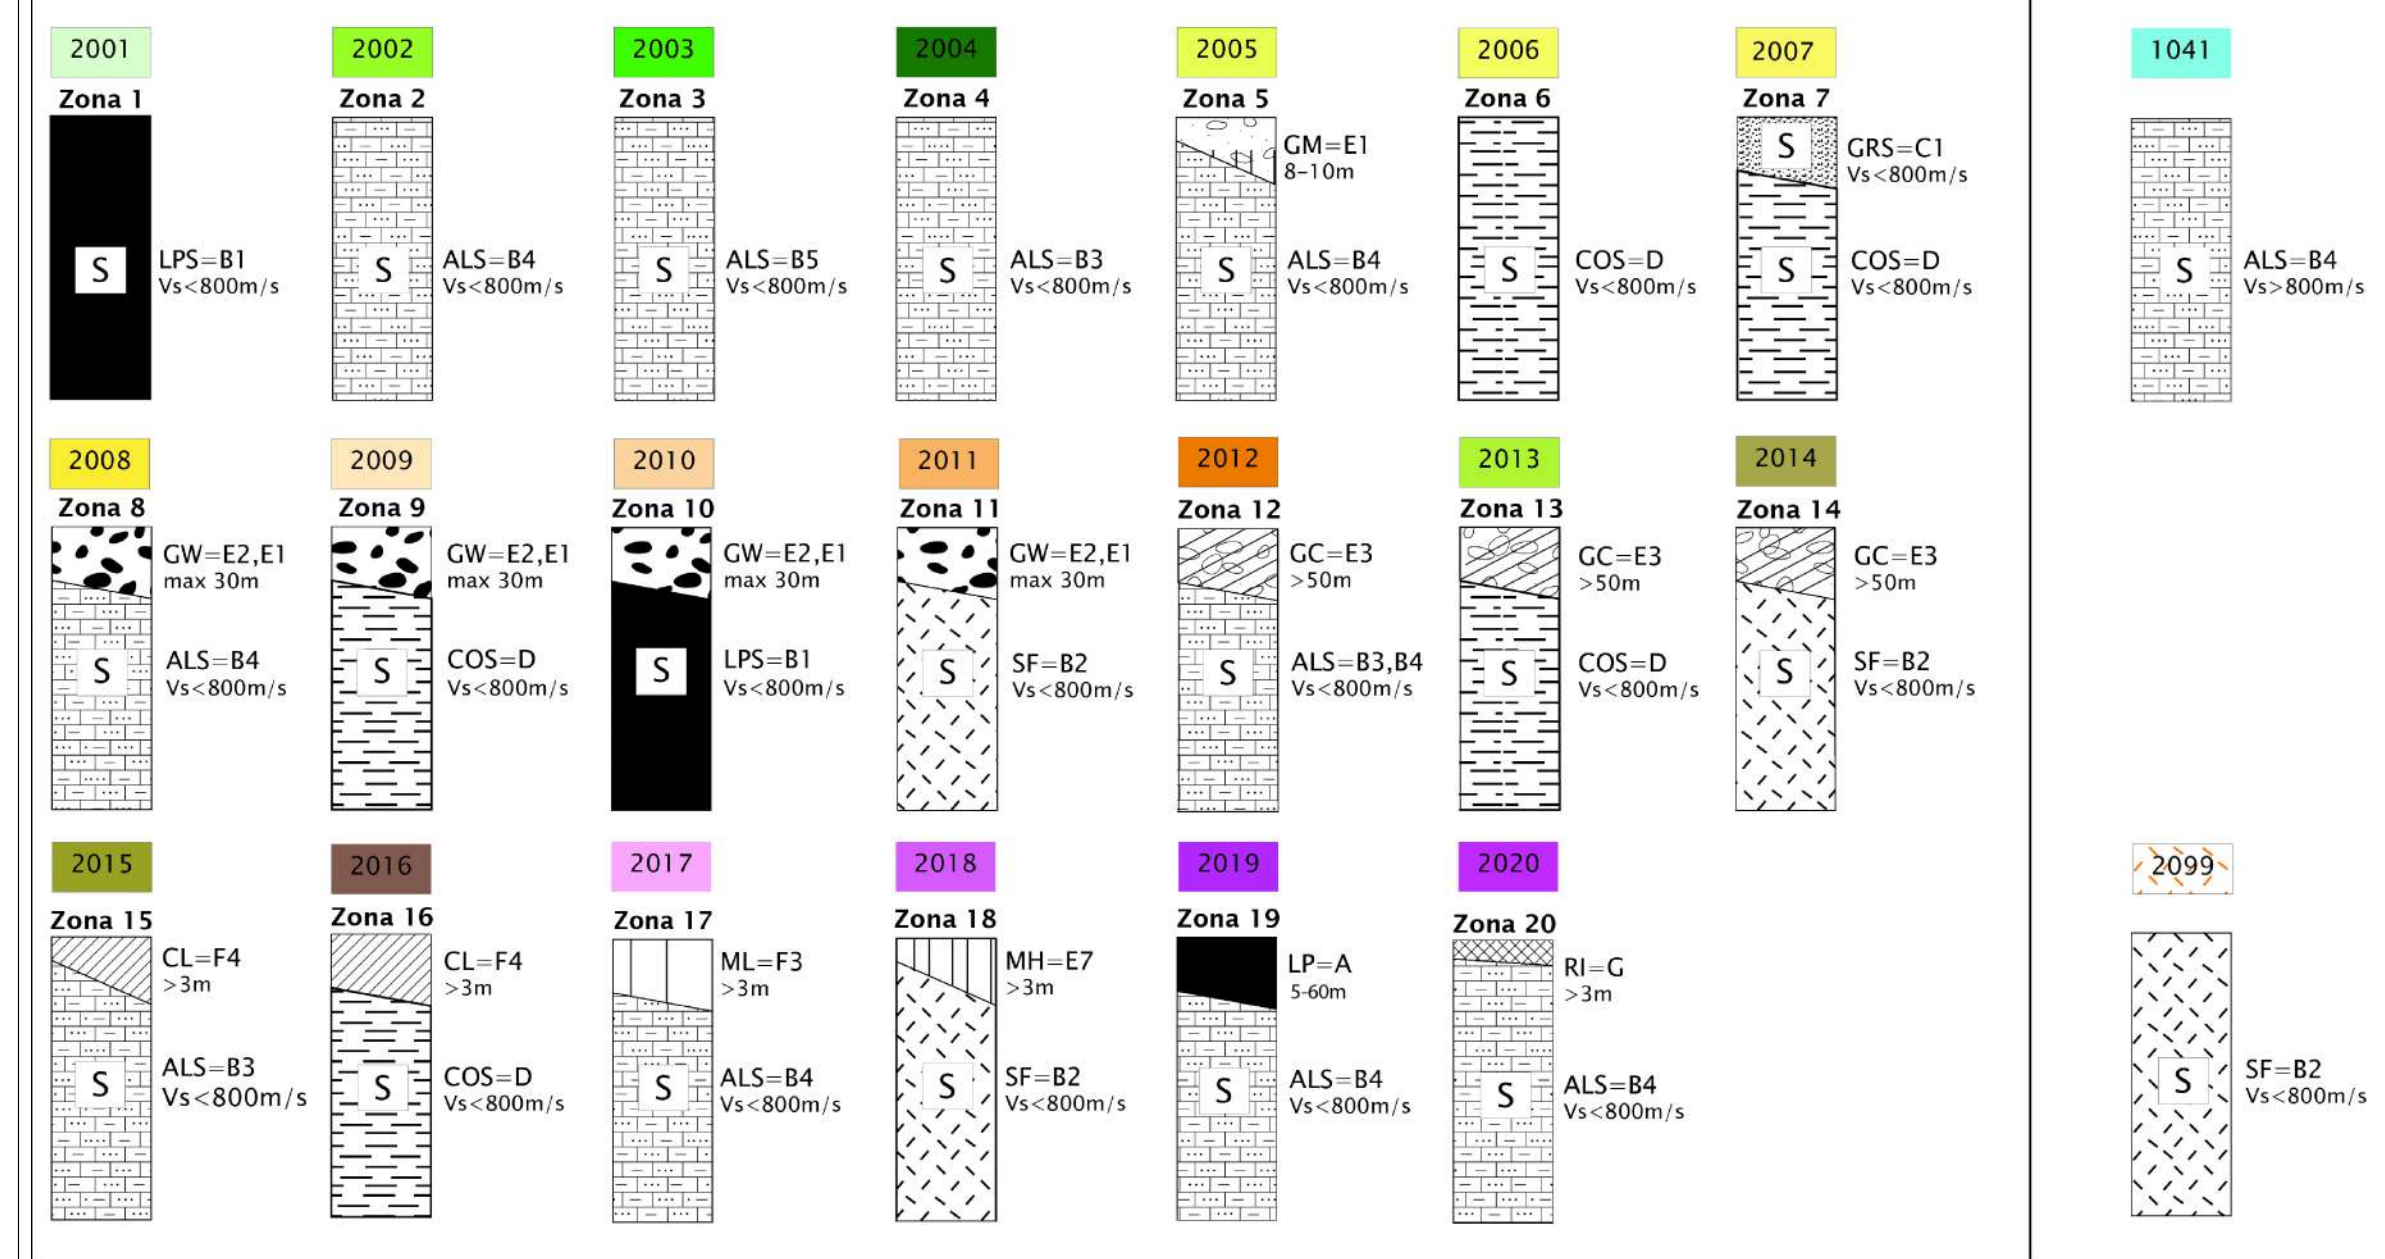 2001
Zona 1
S
LPS=B1
Vs<800m/s
2002
Zona 2
S
ALS=B4
Vs<800m/s
2003
Zona 3
S
ALS=B5
Vs<800m/s
2004
Zona 4
S
ALS=B3
Vs<800m/s
2005
Zona 5
GM=E1
8-10m
S
ALS=B4
Vs<800m/s
2006
Zona 6
S
COS=D
Vs<800m/s
2007
Zona 7
S
GRS=C1
Vs<800m/s
S
COS=D
Vs<800m/s
1041
S
ALS=B4
Vs>800m/s
2008
Zona 8
GW=E2,E1
max 30m
S
ALS=B4
Vs<800m/s
2009
Zona 9
GW=E2,E1
max 30m
S
COS=D
Vs<800m/s
2010
Zona 10
GW=E2,E1
max 30m
S
LPS=B1
Vs<800m/s
2011
Zona 11
GW=E2,E1
max 30m
S
SF=B2
Vs<800m/s
2012
Zona 12
GC=E3
>50m
S
ALS=B3,B4
Vs<800m/s
2013
Zona 13
GC=E3
>50m
S
COS=D
Vs<800m/s
2014
Zona 14
GC=E3
>50m
S
SF=B2
Vs<800m/s
2015
Zona 15
CL=F4
>3m
S
ALS=B3
Vs<800m/s
2016
Zona 16
CL=F4
>3m
S
COS=D
Vs<800m/s
2017
Zona 17
ML=F3
>3m
S
ALS=B4
Vs<800m/s
2018
Zona 18
MH=E7
>3m
S
SF=B2
Vs<800m/s
2019
Zona 19
LP=A
5-60m
S
ALS=B4
Vs<800m/s
2020
Zona 20
RI=G
>3m
S
ALS=B4
Vs<800m/s
2099
S
SF=B2
Vs<800m/s